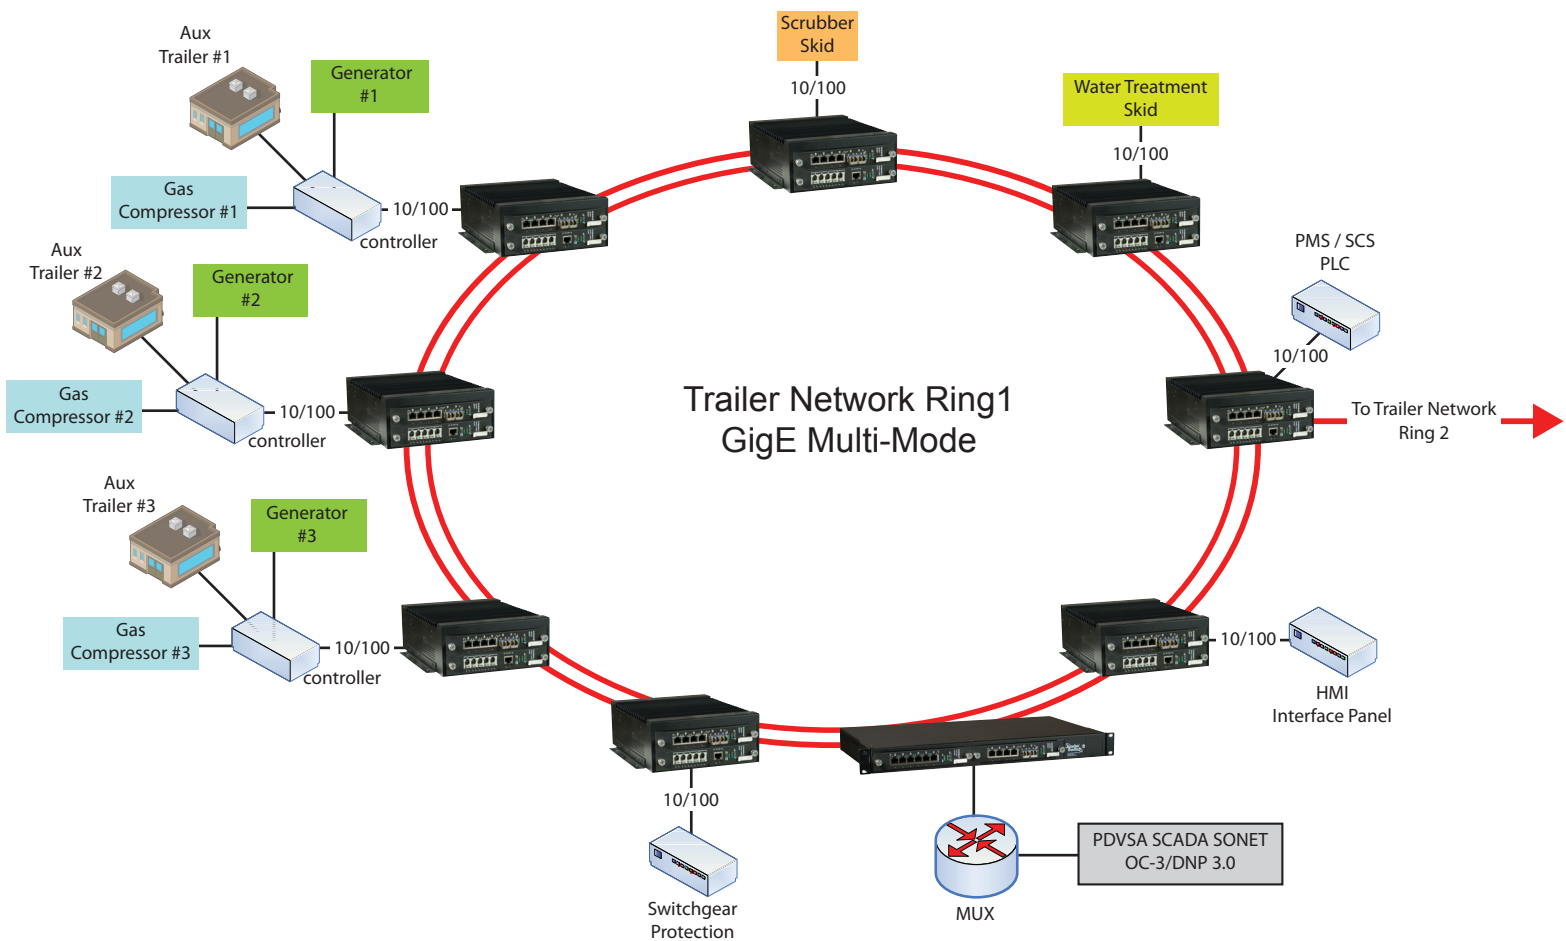 Aux
Trailer #1
Generator
#1
Gas
Compressor #1
10/100
controller
Scrubber
Skid
10/100
Water Treatment
Skid
10/100
Aux
Trailer #2
Generator
#2
Gas
Compressor #2
10/100
controller
PMS / SCS
PLC
10/100
Trailer Network Ring1
GigE Multi-Mode
To Trailer Network
Ring 2
Aux
Trailer #3
Generator
#3
Gas
Compressor #3
10/100
controller
10/100
HMI
Interface Panel
10/100
Switchgear
Protection
MUX
PDVSA SCADA SONET
OC-3/DNP 3.0